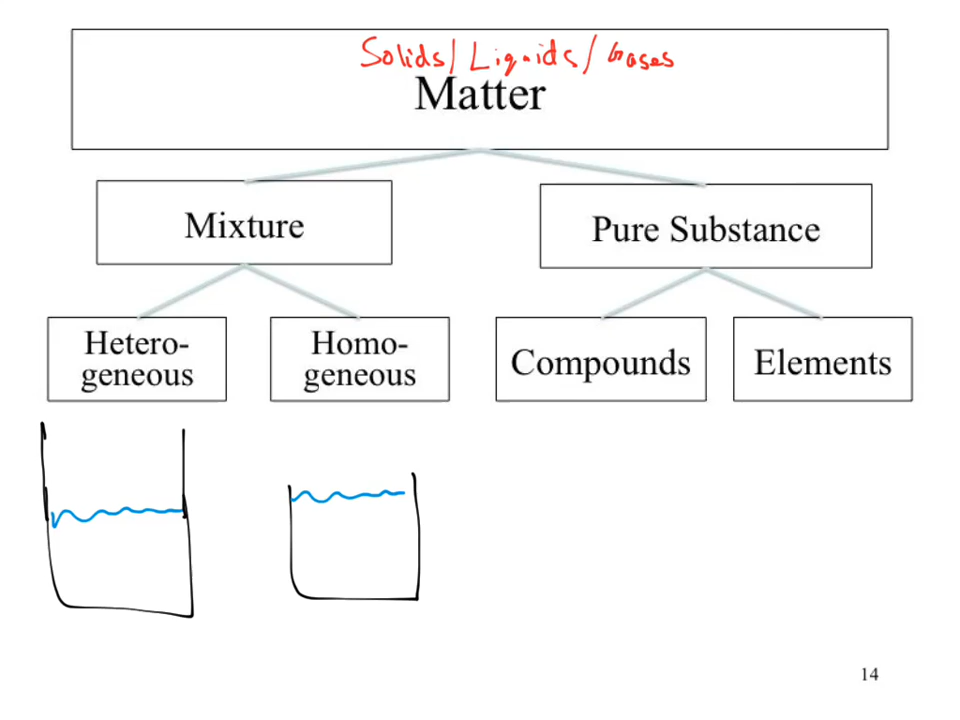 Solids/Liquids/Gases
Matter
Mixture
Pure Substance
Hetero-
geneous
Homo-
geneous
Compounds
Elements
14